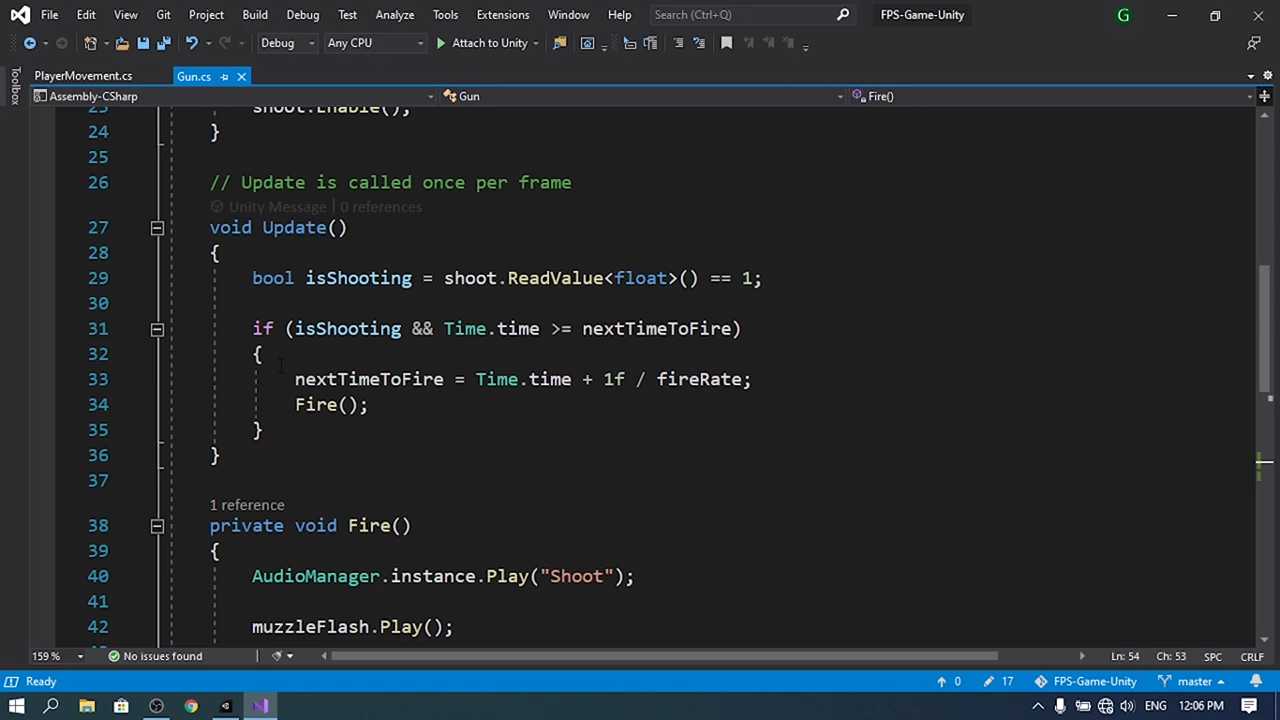 File Edit View Git Project Build Debug Test Analyze Tools Extensions Window Help Search (Ctrl+Q) FPS-Game-Unity G
Debug Any CPU Attach to Unity
PlayerMovement.cs Gun.cs
Toolbox
Assembly-CSharp Gun Fire()
23 shoot.Enable();
24 }
25
26 // Update is called once per frame
Unity Message | 0 references
27 void Update()
28 {
29 bool isShooting = shoot.ReadValue<float>() == 1;
30
31 if (isShooting && Time.time >= nextTimeToFire)
32 {
33 nextTimeToFire = Time.time + 1f / fireRate;
34 Fire();
35 }
36 }
37
1 reference
38 private void Fire()
39 {
40 AudioManager.instance.Play("Shoot");
41
42 muzzleFlash.Play();
159 % No issues found Ln: 54 Ch: 53 SPC CRLF
Ready 0 17 FPS-Game-Unity master
ENG 12:06 PM